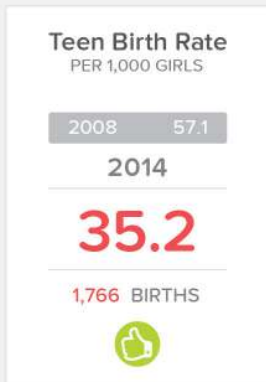 Teen Birth Rate
PER 1,000 GIRLS
2008 57.1
2014
35.2
1,766 BIRTHS